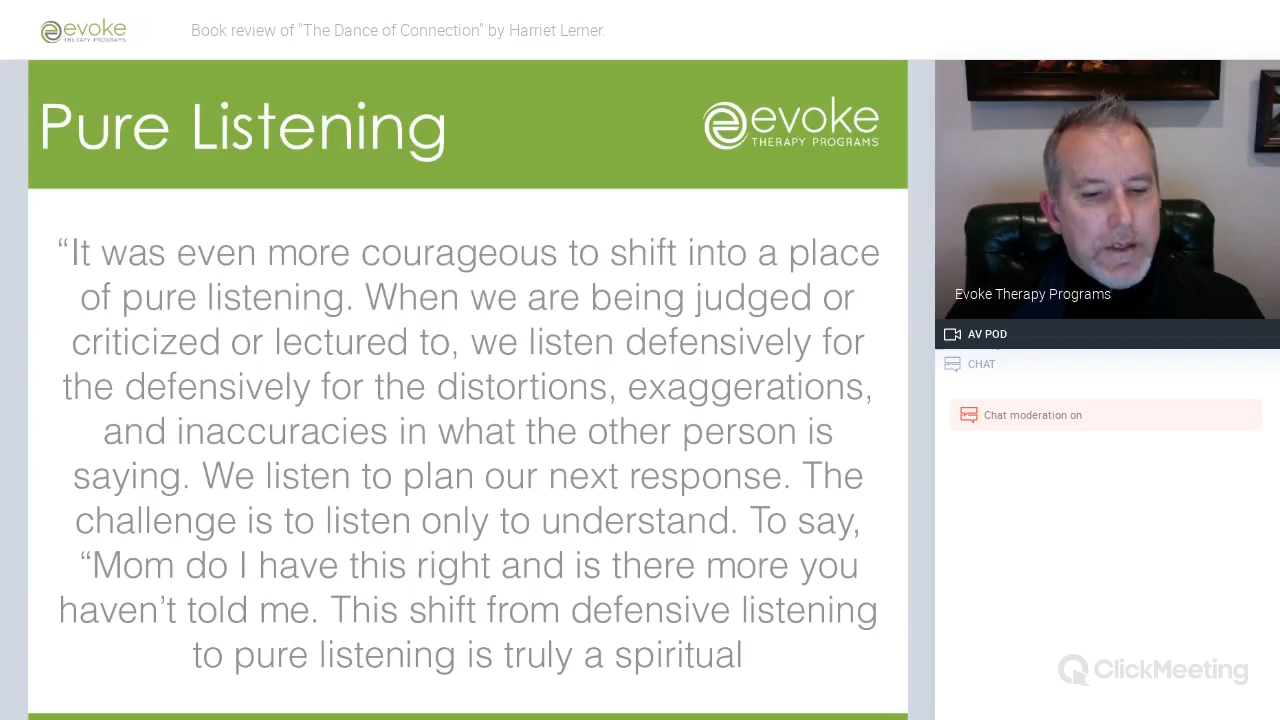 evoke
THERAPY PROGRAMS
Book review of "The Dance of Connection" by Harriet Lerner.
Pure Listening
evoke
THERAPY PROGRAMS
“It was even more courageous to shift into a place
of pure listening. When we are being judged or
criticized or lectured to, we listen defensively for
the defensively for the distortions, exaggerations,
and inaccuracies in what the other person is
saying. We listen to plan our next response. The
challenge is to listen only to understand. To say,
“Mom do I have this right and is there more you
haven’t told me. This shift from defensive listening
to pure listening is truly a spiritual
Evoke Therapy Programs
AV POD
CHAT
Chat moderation on
ClickMeeting